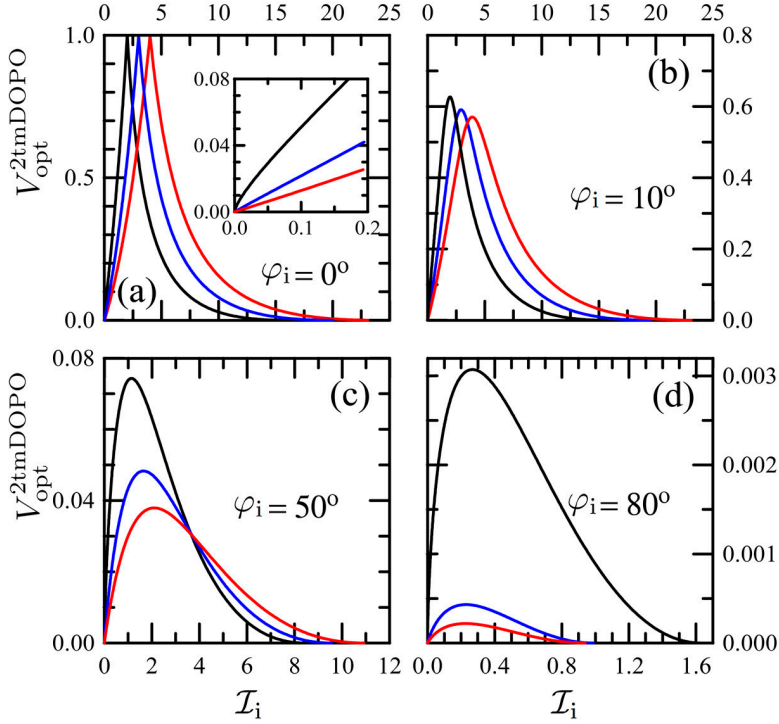 0 5 10 15 20 25 0 5 10 15 20 25
1.0 0.8
0.08
(b)
0.6
0.04
V_opt^2tmDOPO 0.5 0.4
φi = 10°
0.00
0.0 0.1 0.2
0.2
(a) φi = 0°
0.0 0.0
0.08
(c) (d) 0.003
V_opt^2tmDOPO 0.04 0.002
φi = 50° φi = 80°
0.001
0.00 0.000
0 2 4 6 8 10 12 0.0 0.4 0.8 1.2 1.6
ℐi ℐi